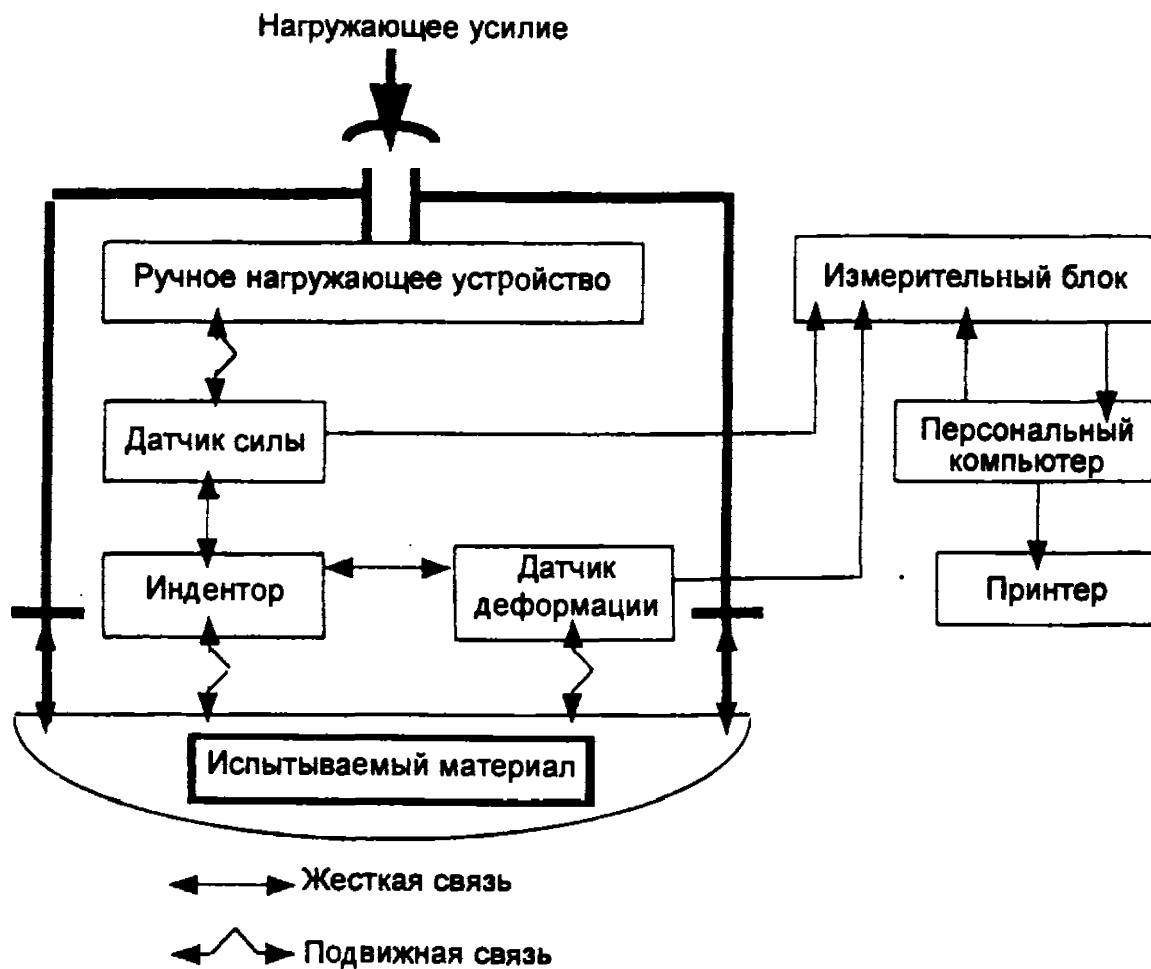 Нагружающее усилие
Ручное нагружающее устройство
Измерительный блок
Датчик силы
Персональный
компьютер
Индентор
Датчик
деформации
Принтер
Испытываемый материал
Жесткая связь
Подвижная связь